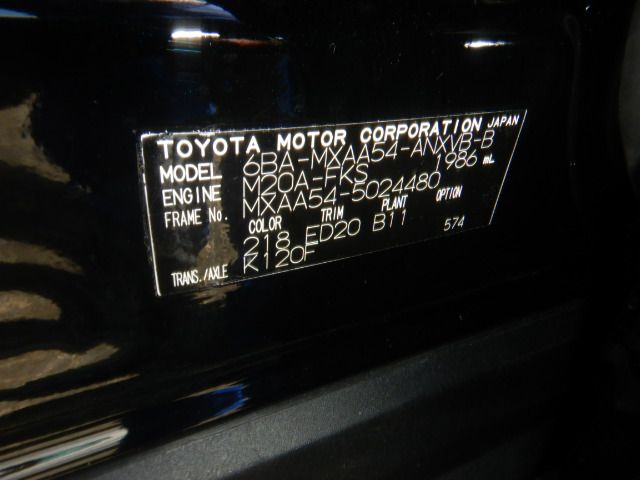 TOYOTA MOTOR CORPORATION JAPAN
MODEL 6BA-MXAA54-ANXVB-B
ENGINE M20A-FKS 1986 mL
FRAME No. MXAA54-5024480
COLOR TRIM PLANT OPTION
218 ED20 B11 574
TRANS./AXLE K120F